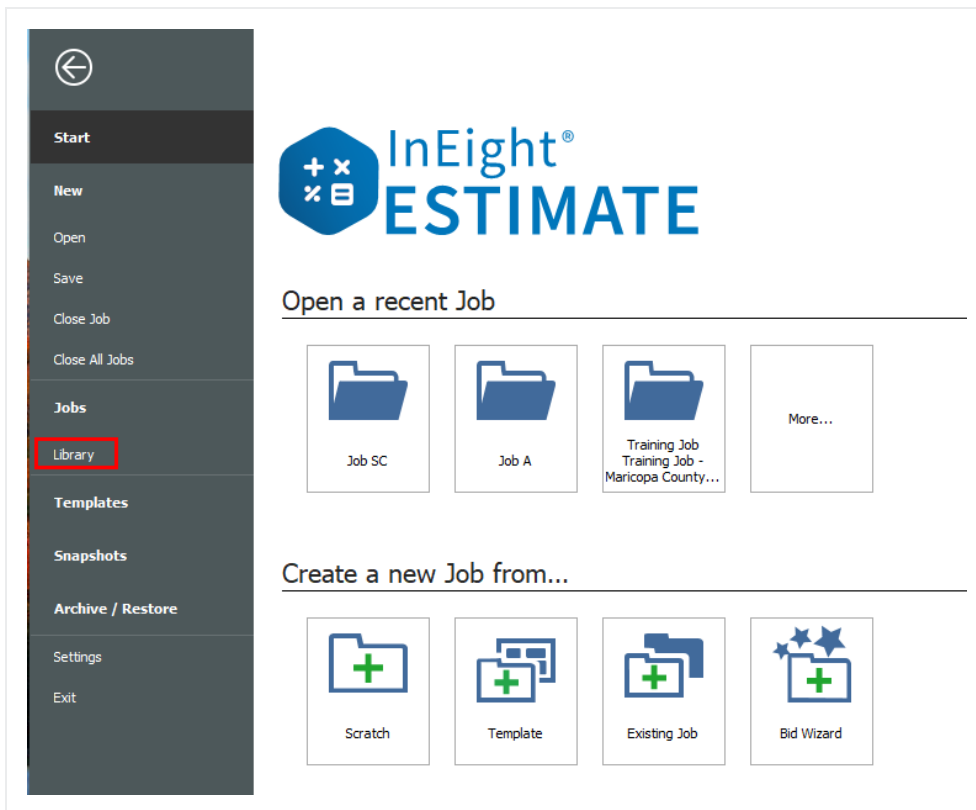 Start
New
Open
Save
Close Job
Close All Jobs
Jobs
Library
Templates
Snapshots
Archive / Restore
Settings
Exit
InEight®
ESTIMATE
Open a recent Job
Job SC
Job A
Training Job
Training Job -
Maricopa County...
More...
Create a new Job from...
Scratch
Template
Existing Job
Bid Wizard